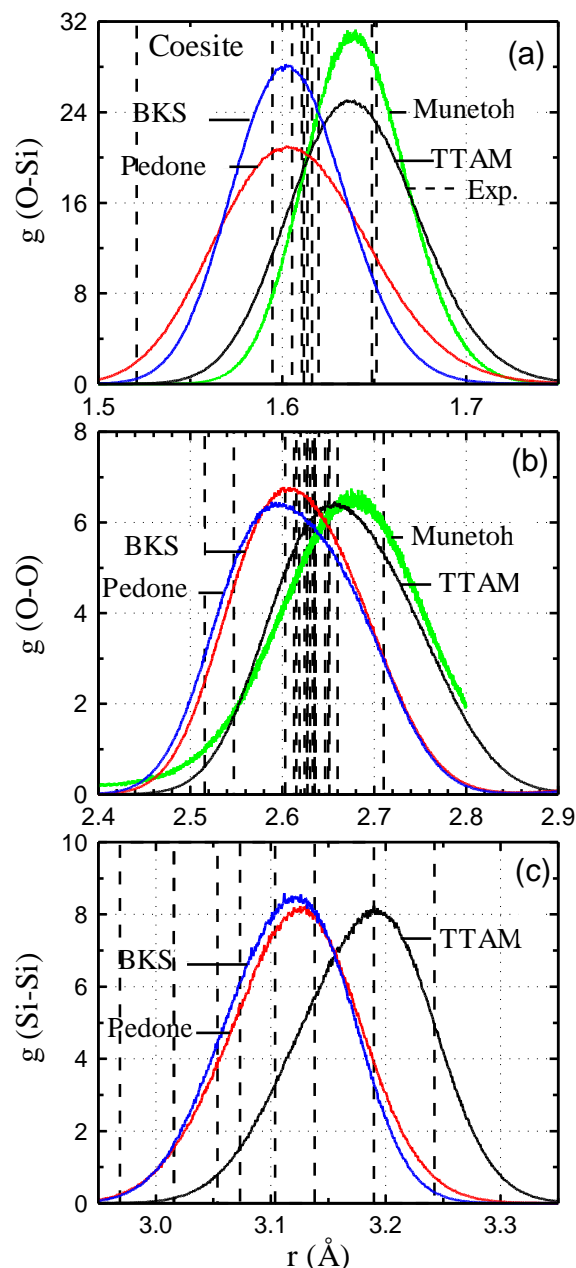 32
Coesite
(a)
BKS
Munetoh
24
Pedone
TTAM
Exp.
16
g (O-Si)
8
0
1.5
1.6
1.7
8
(b)
BKS
Munetoh
6
Pedone
TTAM
4
g (O-O)
2
0
2.4
2.5
2.6
2.7
2.8
2.9
10
(c)
8
BKS
TTAM
6
Pedone
g (Si-Si)
4
2
0
3.0
3.1
3.2
3.3
r (Å)